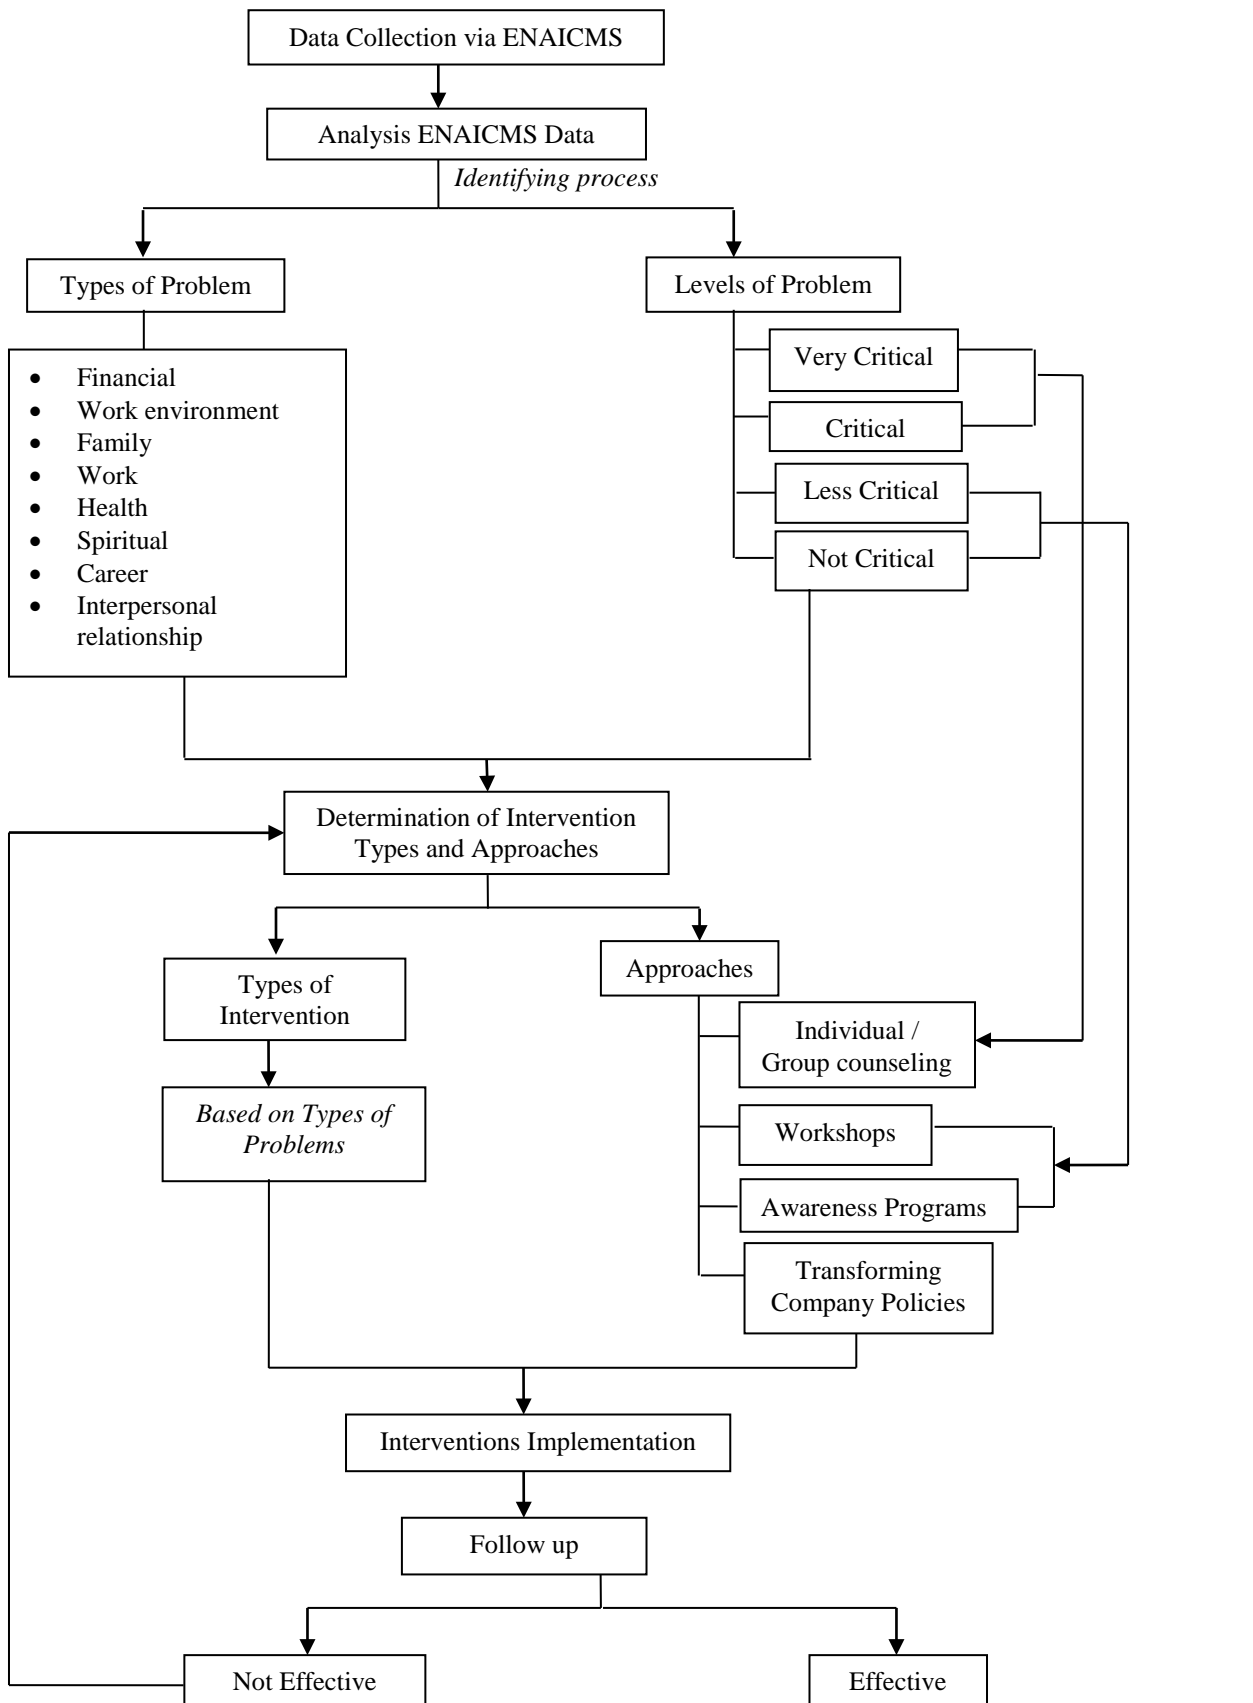 Data Collection via ENAICMS
Analysis ENAICMS Data
Identifying process
Types of Problem
Levels of Problem
• Financial
• Work environment
• Family
• Work
• Health
• Spiritual
• Career
• Interpersonal
relationship
Very Critical
Critical
Less Critical
Not Critical
Determination of Intervention
Types and Approaches
Types of
Intervention
Based on Types of
Problems
Approaches
Individual /
Group counseling
Workshops
Awareness Programs
Transforming
Company Policies
Interventions Implementation
Follow up
Not Effective
Effective